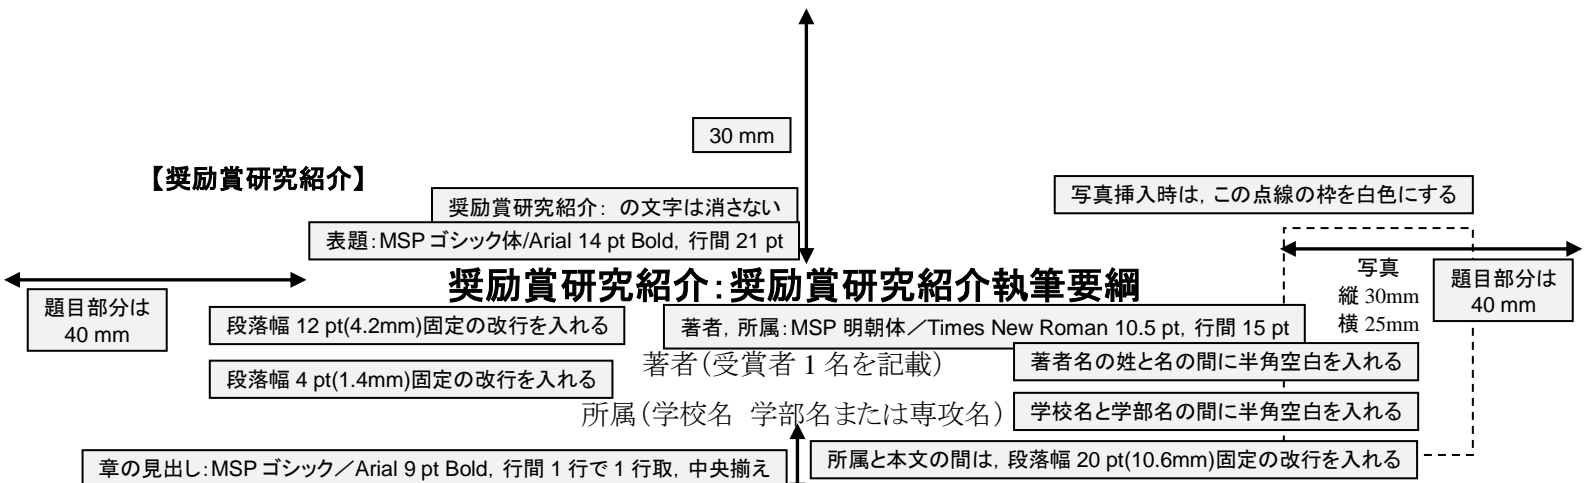 30 mm
【奨励賞研究紹介】
写真挿入時は，この点線の枠を白色にする
奨励賞研究紹介： の文字は消さない
表題：MSP ゴシック体/Arial 14 pt Bold，行間 21 pt
奨励賞研究紹介：奨励賞研究紹介執筆要綱
題目部分は
40 mm
写真
縦 30mm
横 25mm
題目部分は
40 mm
段落幅 12 pt(4.2mm)固定の改行を入れる
著者，所属：MSP 明朝体／Times New Roman 10.5 pt，行間 15 pt
著者（受賞者 1 名を記載）
著者名の姓と名の間に半角空白を入れる
段落幅 4 pt(1.4mm)固定の改行を入れる
所属（学校名 学部名または専攻名）
学校名と学部名の間に半角空白を入れる
章の見出し：MSP ゴシック／Arial 9 pt Bold，行間 1 行で 1 行取，中央揃え
所属と本文の間は，段落幅 20 pt(10.6mm)固定の改行を入れる